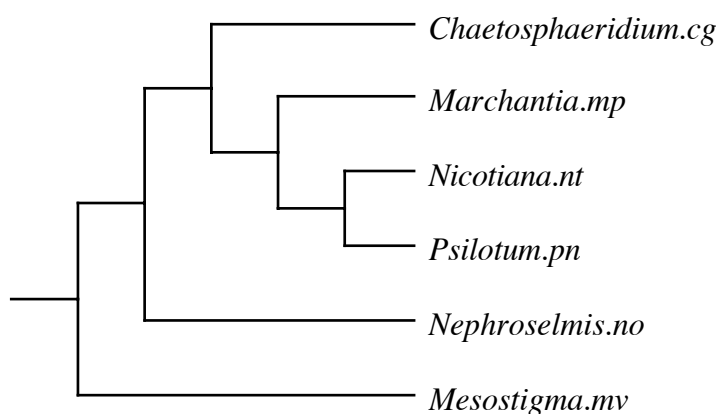 Chaetosphaeridium.cg
Marchantia.mp
Nicotiana.nt
Psilotum.pn
Nephroselmis.no
Mesostigma.mv